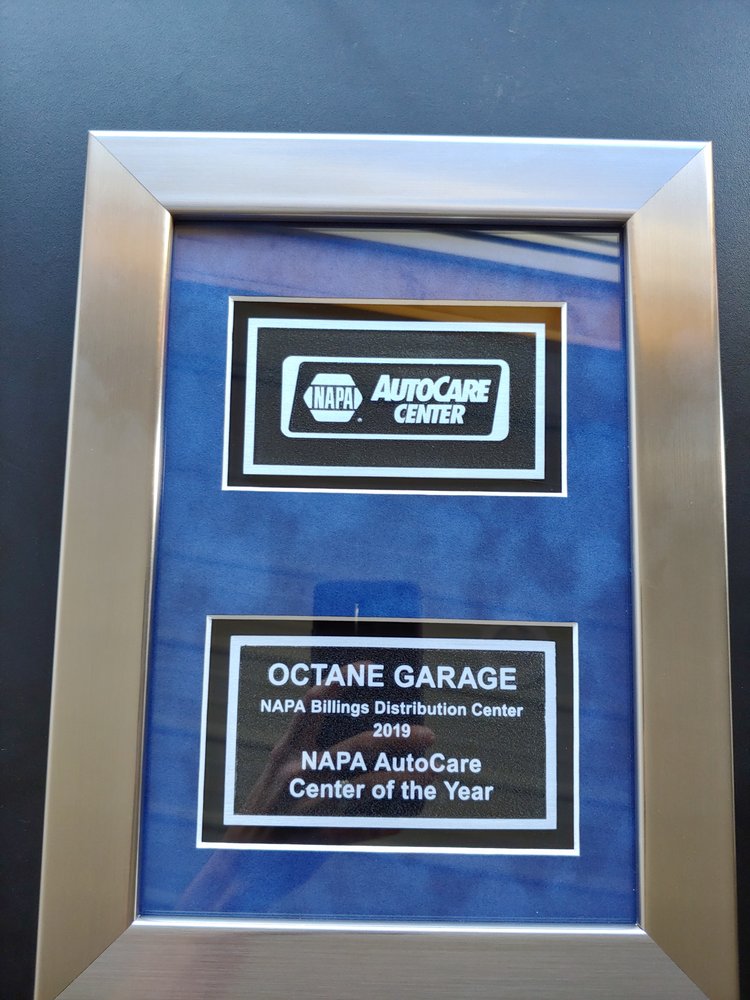 NAPA
AUTOCARE
CENTER
OCTANE GARAGE
NAPA Billings Distribution Center
2019
NAPA AutoCare
Center of the Year